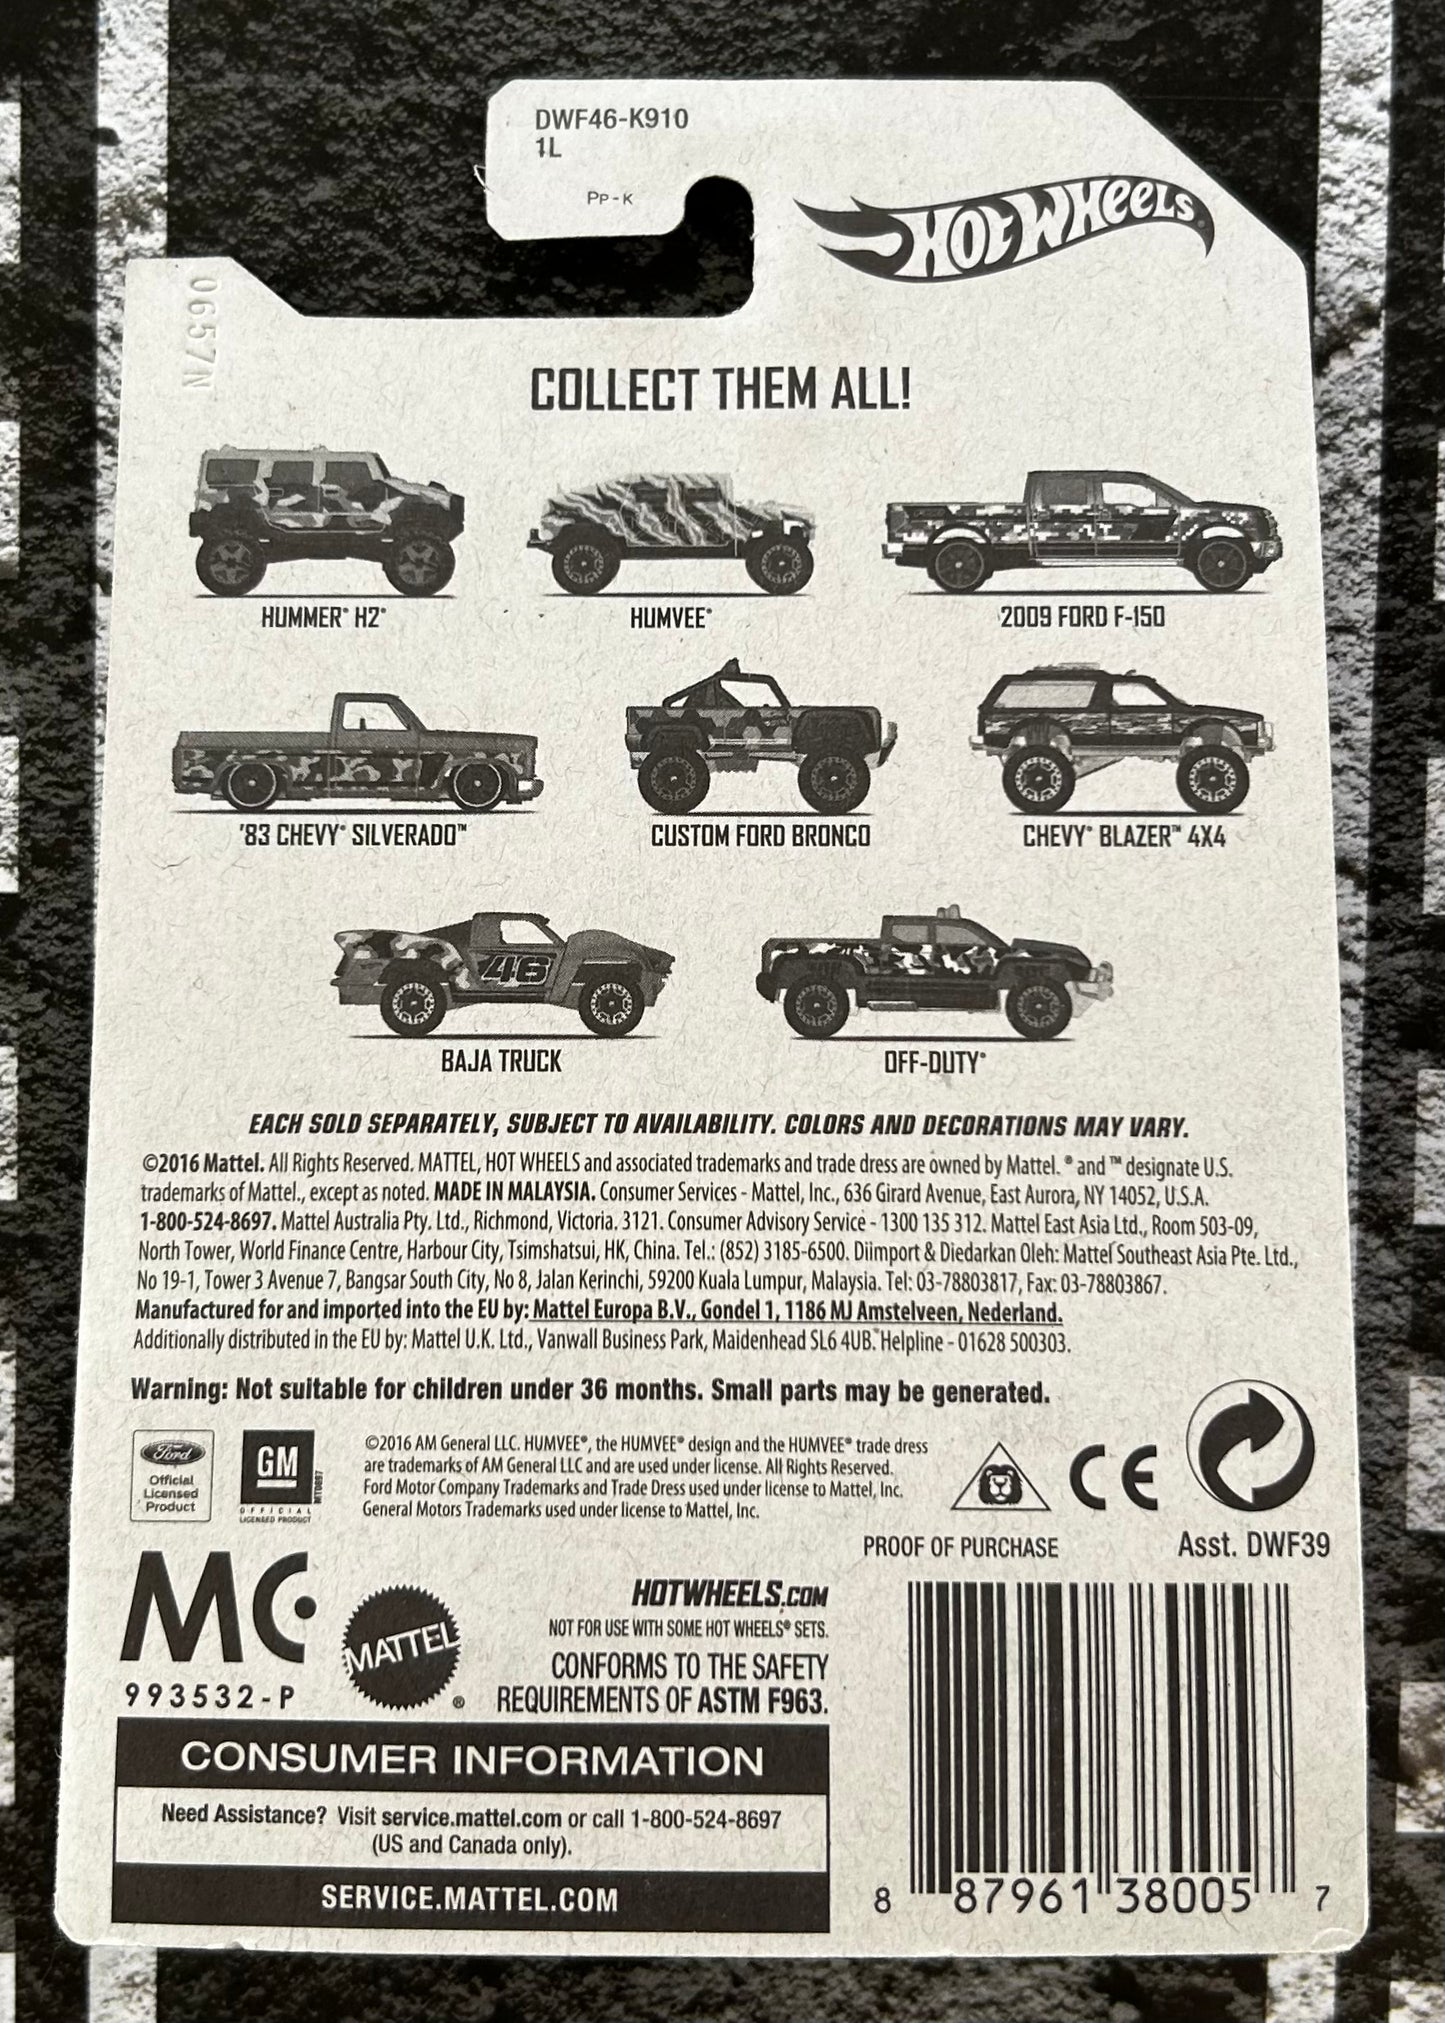 DWF46-K910
1L
Pp-K
HOT WHEELS
0657N
COLLECT THEM ALL!
HUMMER® H2®
HUMVEE®
2009 FORD F-150
'83 CHEVY® SILVERADO™
CUSTOM FORD BRONCO
CHEVY® BLAZER™ 4X4
46
BAJA TRUCK
OFF-DUTY®
EACH SOLD SEPARATELY, SUBJECT TO AVAILABILITY. COLORS AND DECORATIONS MAY VARY.
©2016 Mattel. All Rights Reserved. MATTEL, HOT WHEELS and associated trademarks and trade dress are owned by Mattel. ® and ™ designate U.S.
trademarks of Mattel., except as noted. MADE IN MALAYSIA. Consumer Services - Mattel, Inc., 636 Girard Avenue, East Aurora, NY 14052, U.S.A.
1-800-524-8697. Mattel Australia Pty. Ltd., Richmond, Victoria. 3121. Consumer Advisory Service - 1300 135 312. Mattel East Asia Ltd., Room 503-09,
North Tower, World Finance Centre, Harbour City, Tsimshatsui, HK, China. Tel.: (852) 3185-6500. Diimport & Diedarkan Oleh: Mattel Southeast Asia Pte. Ltd.,
No 19-1, Tower 3 Avenue 7, Bangsar South City, No 8, Jalan Kerinchi, 59200 Kuala Lumpur, Malaysia. Tel: 03-78803817, Fax: 03-78803867.
Manufactured for and imported into the EU by: Mattel Europa B.V., Gondel 1, 1186 MJ Amstelveen, Nederland.
Additionally distributed in the EU by: Mattel U.K. Ltd., Vanwall Business Park, Maidenhead SL6 4UB. Helpline - 01628 500303.
Warning: Not suitable for children under 36 months. Small parts may be generated.
Ford
Official
Licensed
Product
GM
OFFICIAL
LICENSED PRODUCT
MT0897
©2016 AM General LLC. HUMVEE®, the HUMVEE® design and the HUMVEE® trade dress
are trademarks of AM General LLC and are used under license. All Rights Reserved.
Ford Motor Company Trademarks and Trade Dress used under license to Mattel, Inc.
General Motors Trademarks used under license to Mattel, Inc.
CE
PROOF OF PURCHASE
Asst. DWF39
MC
993532-P
MATTEL®
HOTWHEELS.COM
NOT FOR USE WITH SOME HOT WHEELS® SETS.
CONFORMS TO THE SAFETY
REQUIREMENTS OF ASTM F963.
CONSUMER INFORMATION
Need Assistance? Visit service.mattel.com or call 1-800-524-8697
(US and Canada only).
SERVICE.MATTEL.COM
8 87961 38005 7